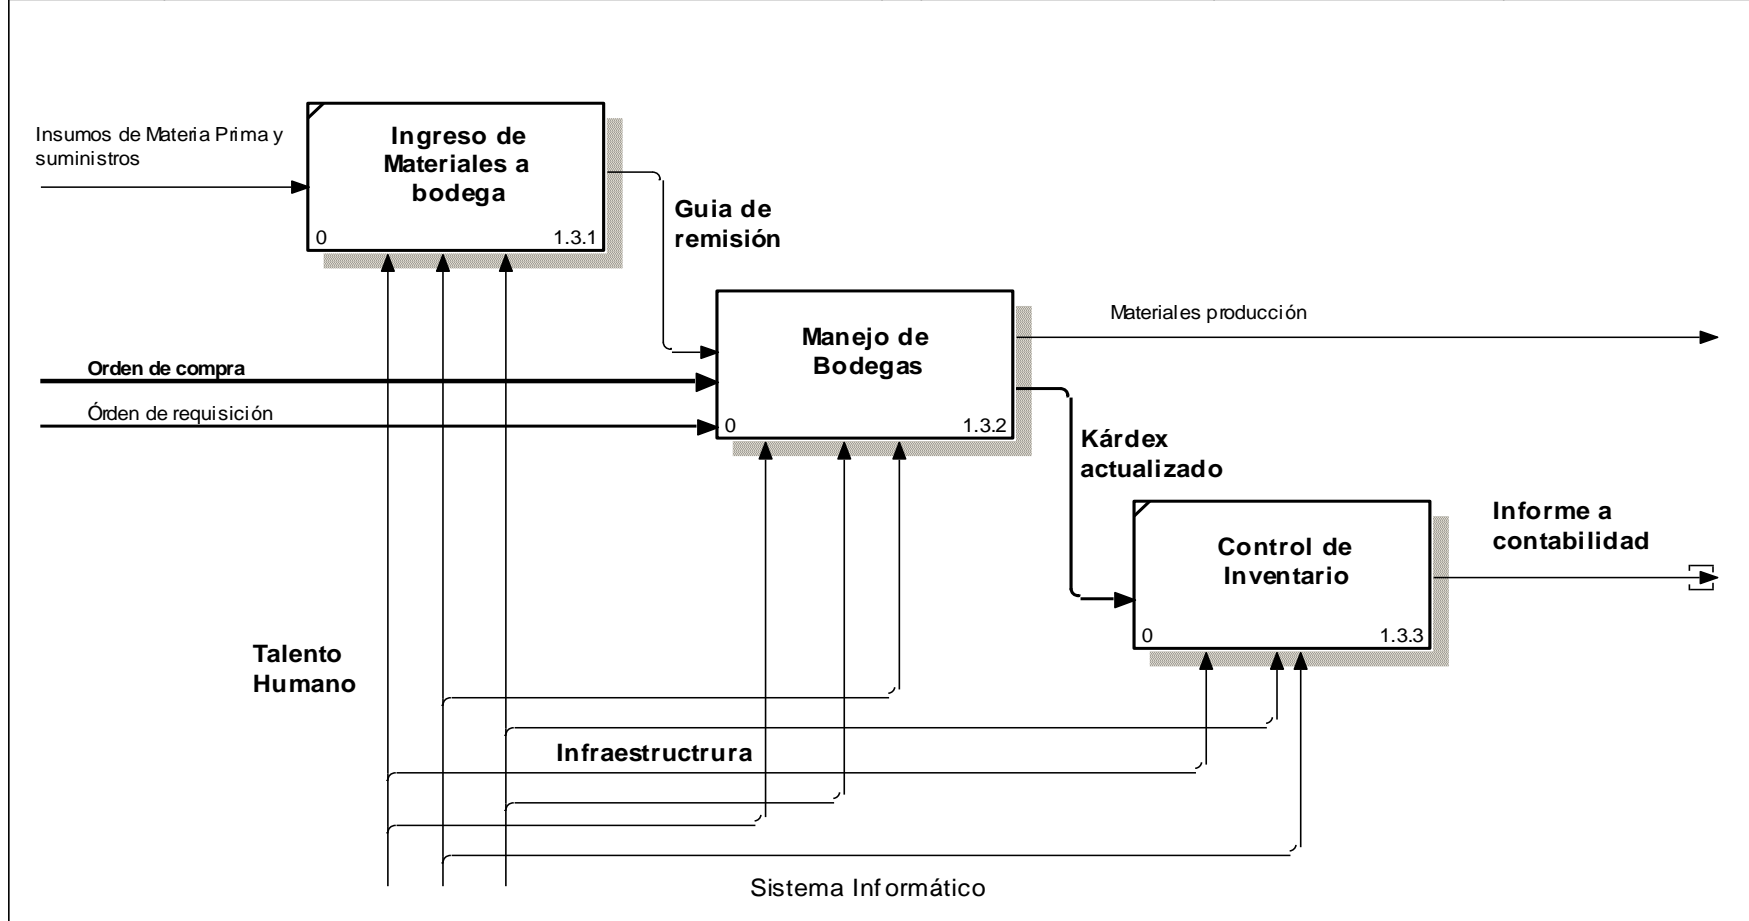 Insumos de Materia Prima y
suministros
Ingreso de
Materiales a
bodega
0
1.3.1
Guia de
remisión
Manejo de
Bodegas
0
1.3.2
Materiales producción
Orden de compra
Órden de requisición
Kárdex
actualizado
Control de
Inventario
0
1.3.3
Informe a
contabilidad
Talento
Humano
Infraestructrura
Sistema Informático